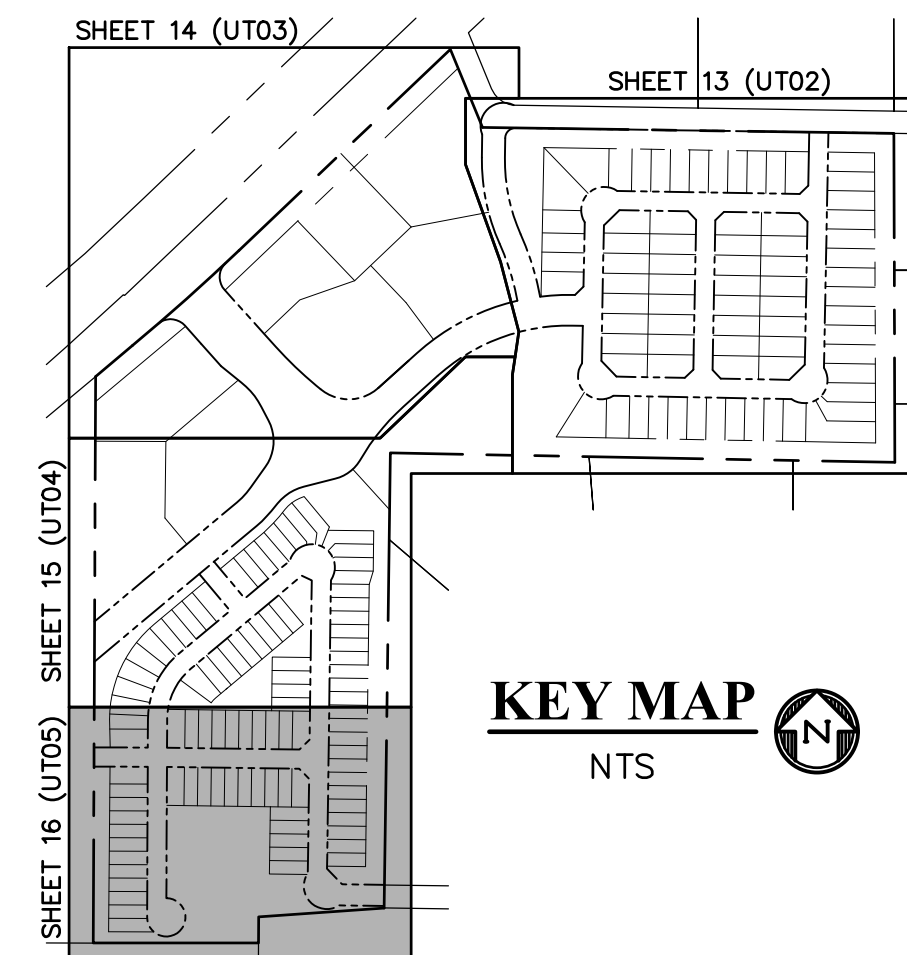 SHEET 14 (UT03)
SHEET 13 (UT02)
SHEET 15 (UT04)
SHEET 16 (UT05)
KEY MAP
NTS
N